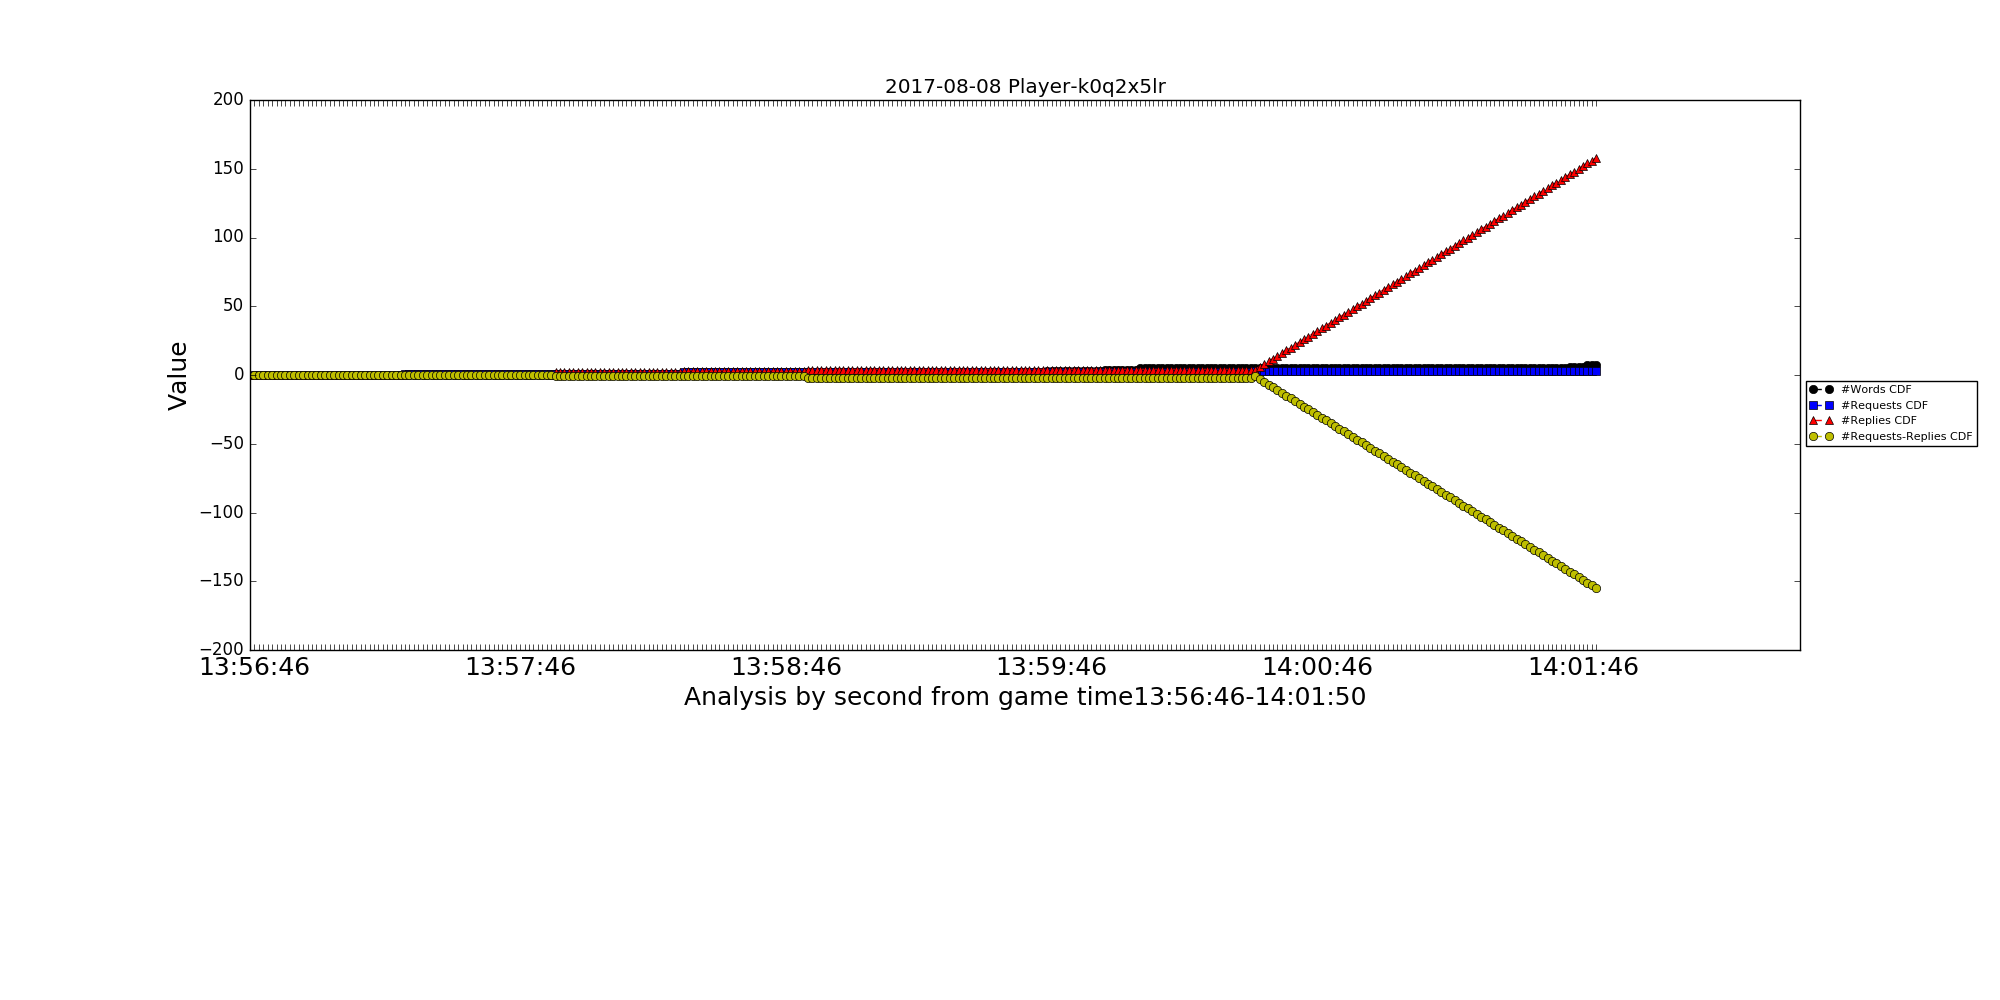 2017-08-08 Player-k0q2x5lr
200
150
100
50
0
−50
−100
−150
−200
Value
13:56:46 13:57:46 13:58:46 13:59:46 14:00:46 14:01:46
Analysis by second from game time13:56:46-14:01:50
#Words CDF
#Requests CDF
#Replies CDF
#Requests-Replies CDF